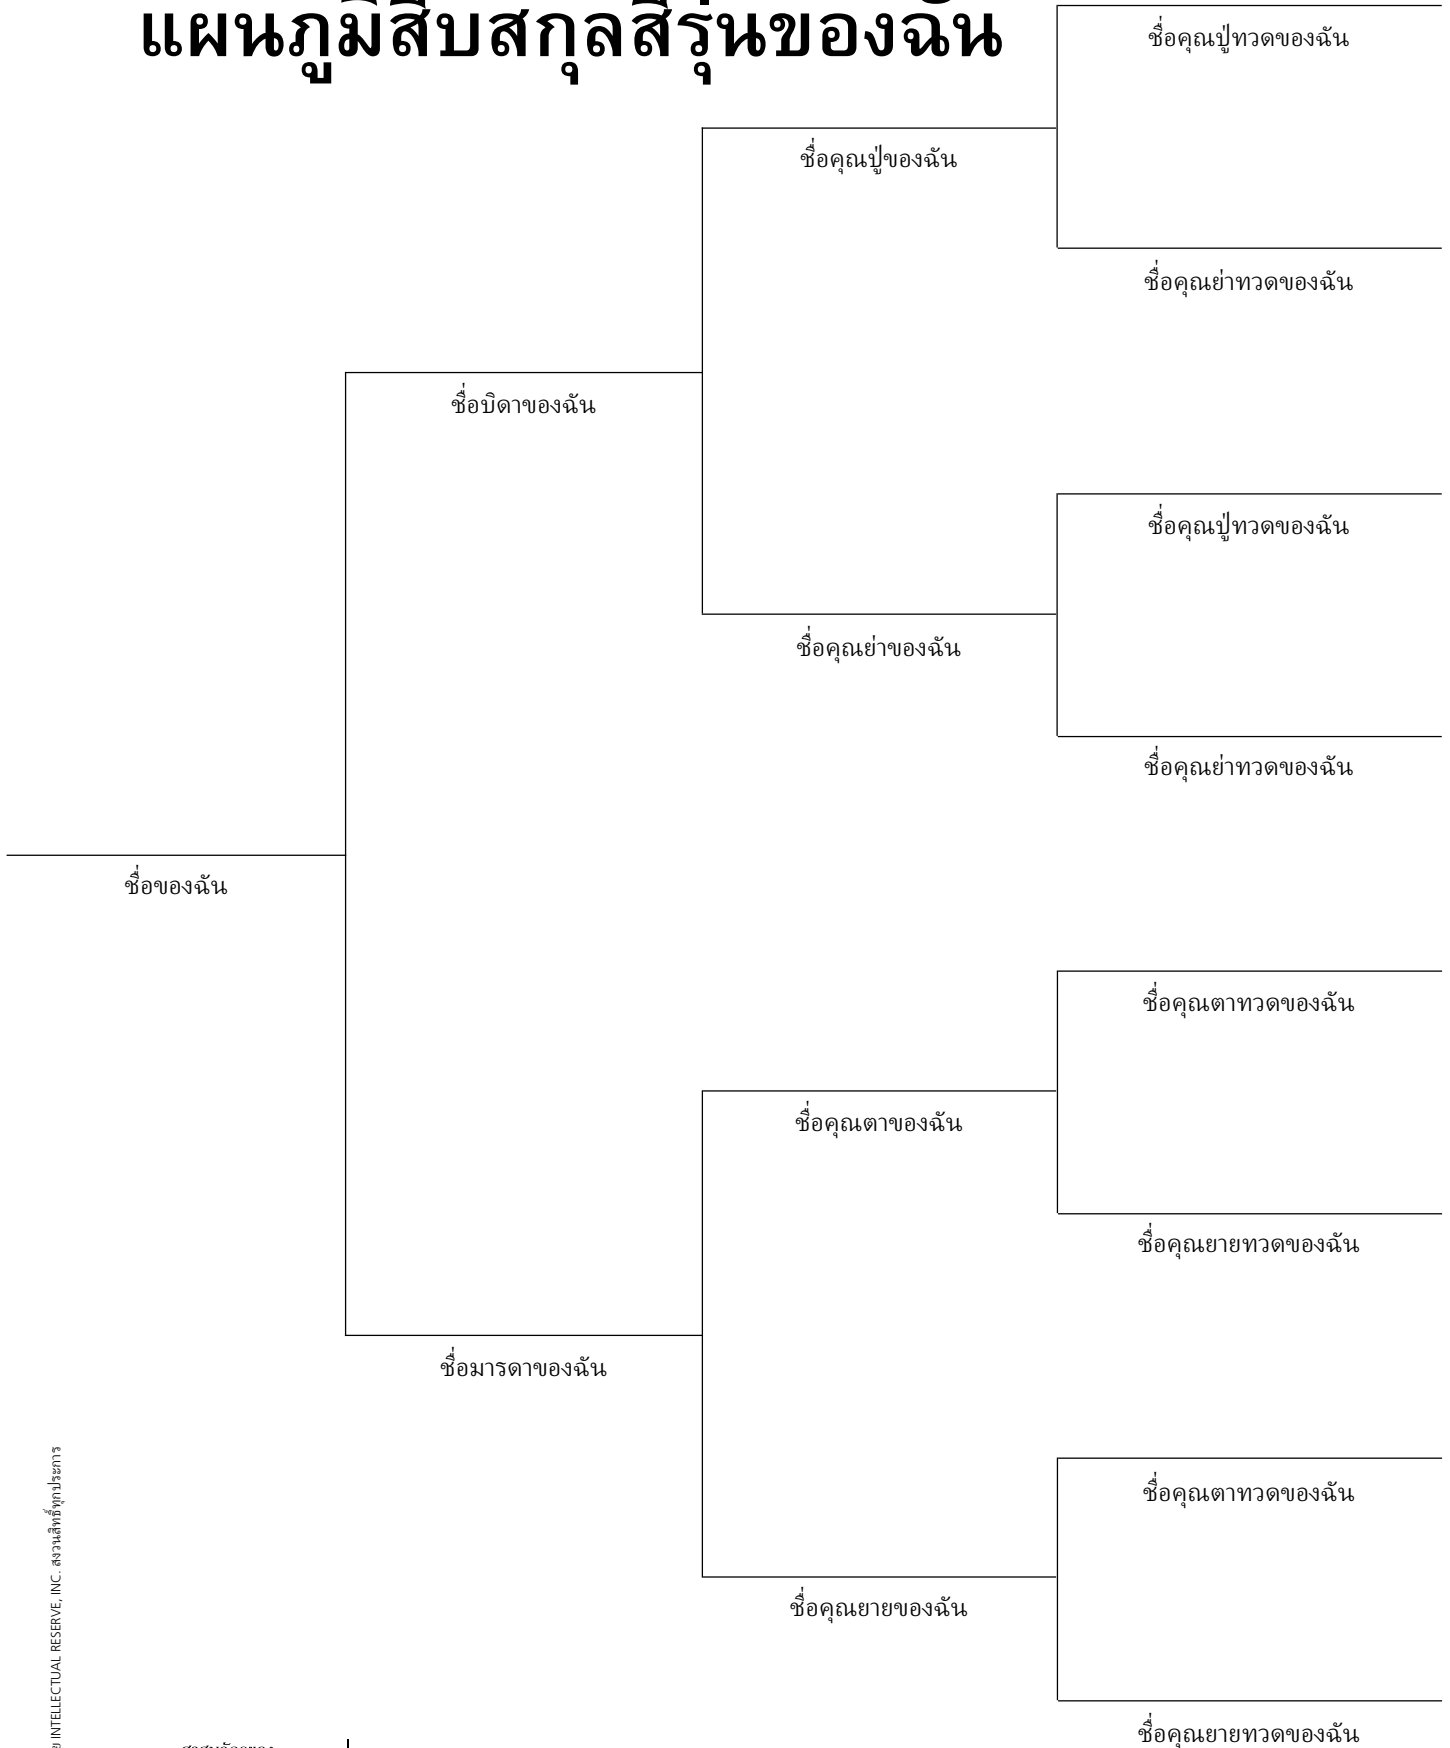 แผนภูมิสืบสกุลสี่รุ่นของฉัน
ชื่อคุณปู่ทวดของฉัน
ชื่อคุณปู่ของฉัน
ชื่อคุณย่าทวดของฉัน
ชื่อบิดาของฉัน
ชื่อคุณปู่ทวดของฉัน
ชื่อคุณย่าของฉัน
ชื่อคุณย่าทวดของฉัน
ชื่อของฉัน
ชื่อคุณตาทวดของฉัน
ชื่อคุณตาของฉัน
ชื่อคุณยายทวดของฉัน
ชื่อมารดาของฉัน
ชื่อคุณตาทวดของฉัน
ชื่อคุณยายของฉัน
ชื่อคุณยายทวดของฉัน
INTELLECTUAL RESERVE, INC. สงวนสิทธิ์ทุกประการ